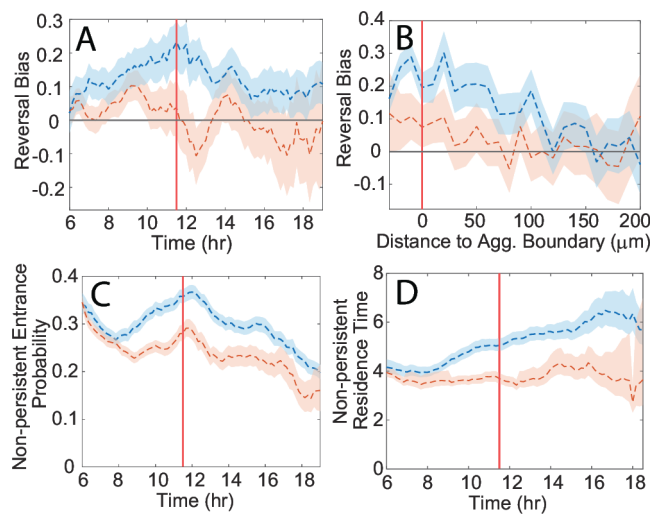 A
Reversal Bias
0.3
0.2
0.1
0
-0.1
-0.2
6 8 10 12 14 16 18
Time (hr)
B
Reversal Bias
0.4
0.3
0.2
0.1
0
-0.1
0 50 100 150 200
Distance to Agg. Boundary (μm)
C
Non-persistent Entrance
Probability
0.4
0.3
0.2
0.1
0
6 8 10 12 14 16 18
Time (hr)
D
Non-persistent
Residence Time
8
6
4
2
0
6 8 10 12 14 16 18
Time (hr)